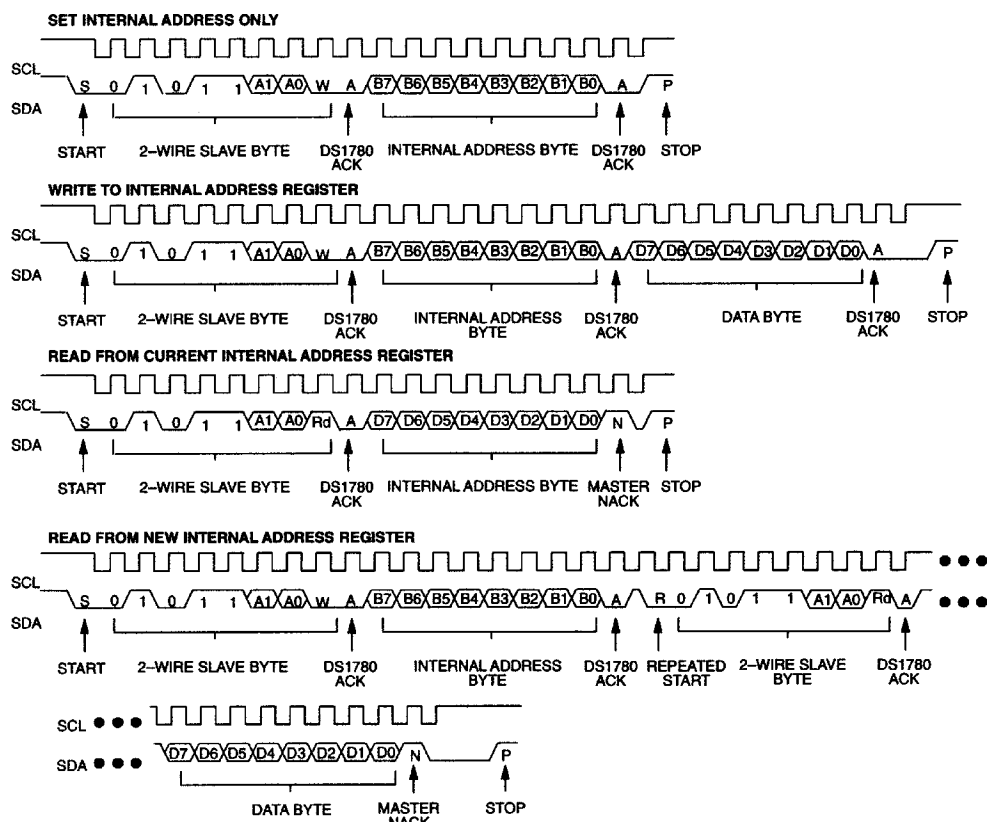 SET INTERNAL ADDRESS ONLY
SCL
SDA
S 0 1 0 1 1 A1 A0 W A B7 B6 B5 B4 B3 B2 B1 B0 A P
START 2–WIRE SLAVE BYTE DS1780 ACK INTERNAL ADDRESS BYTE DS1780 ACK STOP
WRITE TO INTERNAL ADDRESS REGISTER
SCL
SDA
S 0 1 0 1 1 A1 A0 W A B7 B6 B5 B4 B3 B2 B1 B0 A D7 D6 D5 D4 D3 D2 D1 D0 A P
START 2–WIRE SLAVE BYTE DS1780 ACK INTERNAL ADDRESS BYTE DS1780 ACK DATA BYTE DS1780 ACK STOP
READ FROM CURRENT INTERNAL ADDRESS REGISTER
SCL
SDA
S 0 1 0 1 1 A1 A0 Rd A D7 D6 D5 D4 D3 D2 D1 D0 N P
START 2–WIRE SLAVE BYTE DS1780 ACK INTERNAL ADDRESS BYTE MASTER NACK STOP
READ FROM NEW INTERNAL ADDRESS REGISTER
SCL
SDA
S 0 1 0 1 1 A1 A0 W A B7 B6 B5 B4 B3 B2 B1 B0 A R 0 1 0 1 1 A1 A0 Rd A
START 2–WIRE SLAVE BYTE DS1780 ACK INTERNAL ADDRESS BYTE DS1780 ACK REPEATED START 2–WIRE SLAVE BYTE DS1780 ACK
SCL
SDA
D7 D6 D5 D4 D3 D2 D1 D0 N P
DATA BYTE MASTER NACK STOP